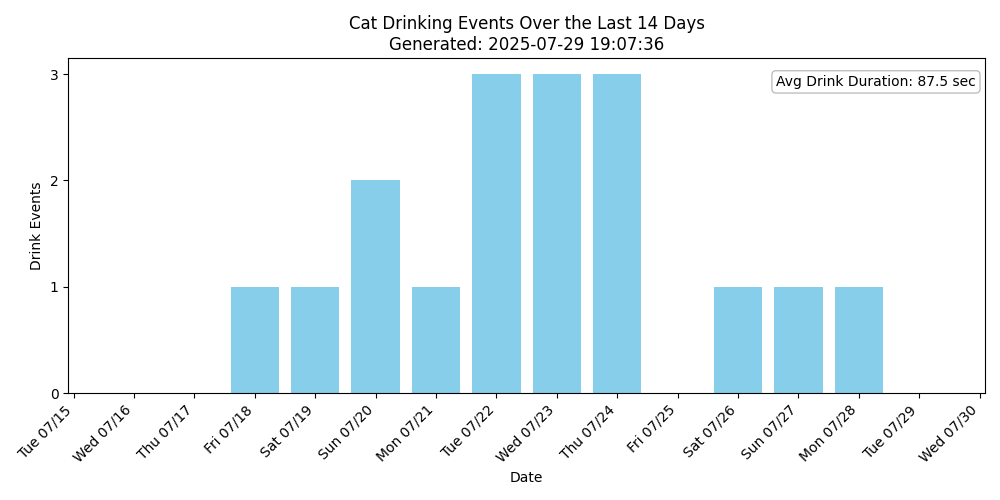 Cat Drinking Events Over the Last 14 Days
Generated: 2025-07-29 19:07:36
Avg Drink Duration: 87.5 sec
Drink Events
3
2
1
0
Tue 07/15
Wed 07/16
Thu 07/17
Fri 07/18
Sat 07/19
Sun 07/20
Mon 07/21
Tue 07/22
Wed 07/23
Thu 07/24
Fri 07/25
Sat 07/26
Sun 07/27
Mon 07/28
Tue 07/29
Wed 07/30
Date